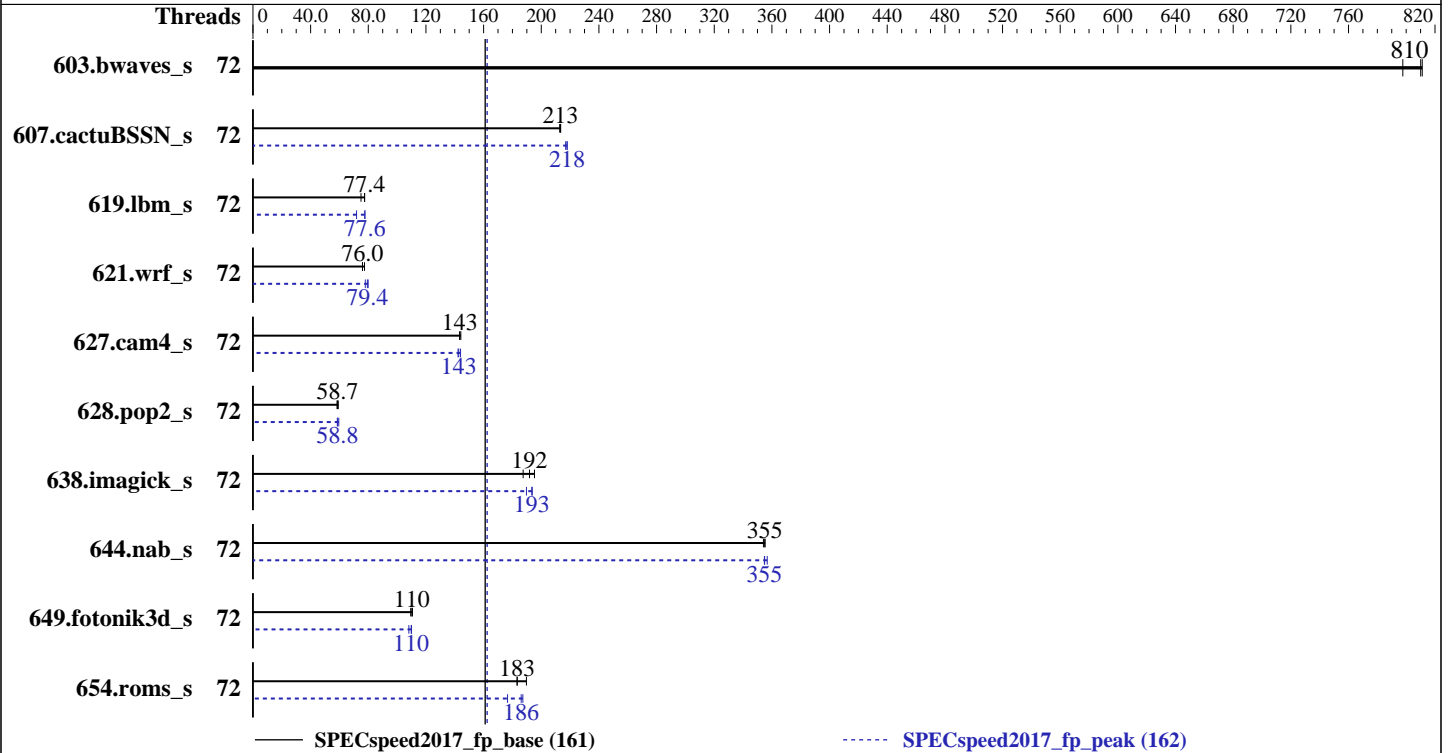 Threads 0 40.0 80.0 120 160 200 240 280 320 360 400 440 480 520 560 600 640 680 720 760 820
603.bwaves_s 72 810
607.cactuBSSN_s 72 213
218
619.lbm_s 72 77.4
77.6
621.wrf_s 72 76.0
79.4
627.cam4_s 72 143
143
628.pop2_s 72 58.7
58.8
638.imagick_s 72 192
193
644.nab_s 72 355
355
649.fotonik3d_s 72 110
110
654.roms_s 72 183
186
SPECspeed2017_fp_base (161) SPECspeed2017_fp_peak (162)